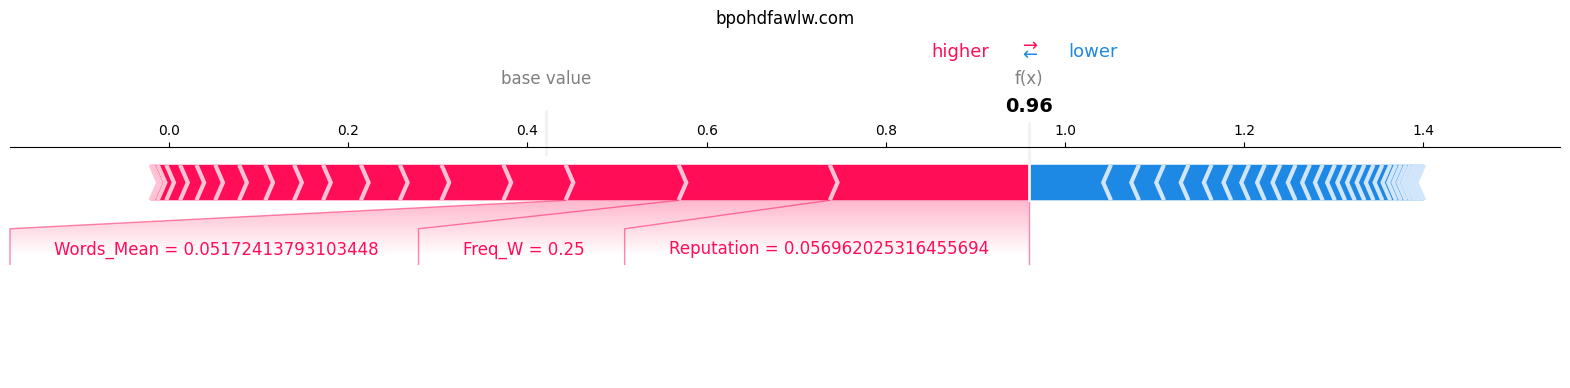 bpohdfawlw.com
higher ⇄ lower
base value
f(x)
0.96
0.0 0.2 0.4 0.6 0.8 1.0 1.2 1.4
Words_Mean = 0.05172413793103448
Freq_W = 0.25
Reputation = 0.056962025316455694